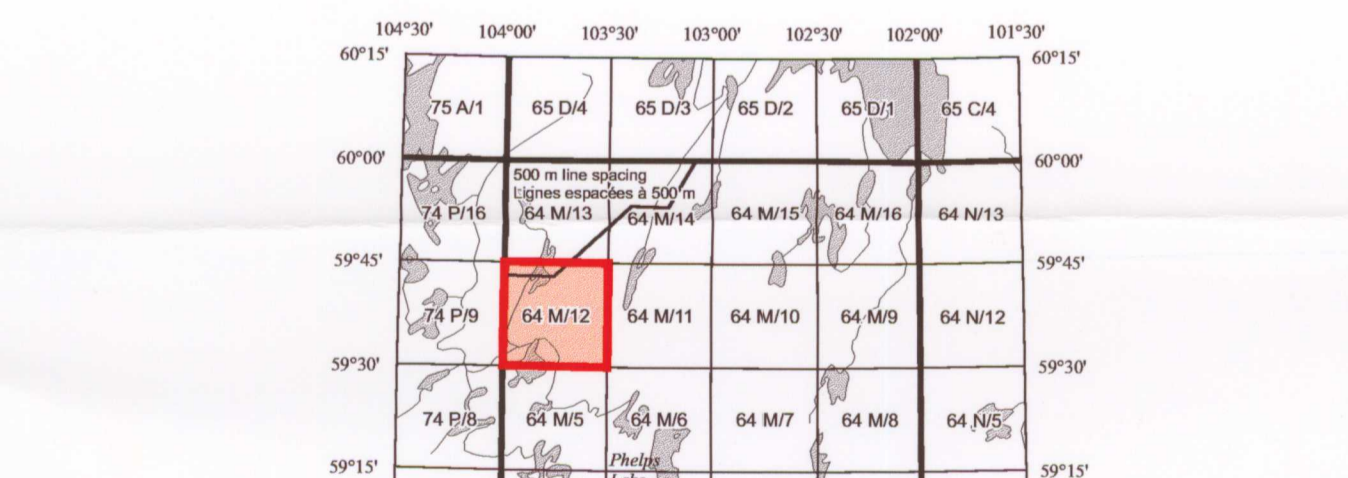 104°30' 104°00' 103°30' 103°00' 102°30' 102°00' 101°30'
60°15' 60°15'
75 A/1 65 D/4 65 D/3 65 D/2 65 D/1 65 C/4
60°00' 60°00'
500 m line spacing
Lignes espacées à 500 m
74 P/16 64 M/13 64 M/14 64 M/15 64 M/16 64 N/13
59°45' 59°45'
74 P/9 64 M/12 64 M/11 64 M/10 64 M/9 64 N/12
59°30' 59°30'
74 P/8 64 M/5 64 M/6 64 M/7 64 M/8 64 N/5
Phelps
59°15' 59°15'